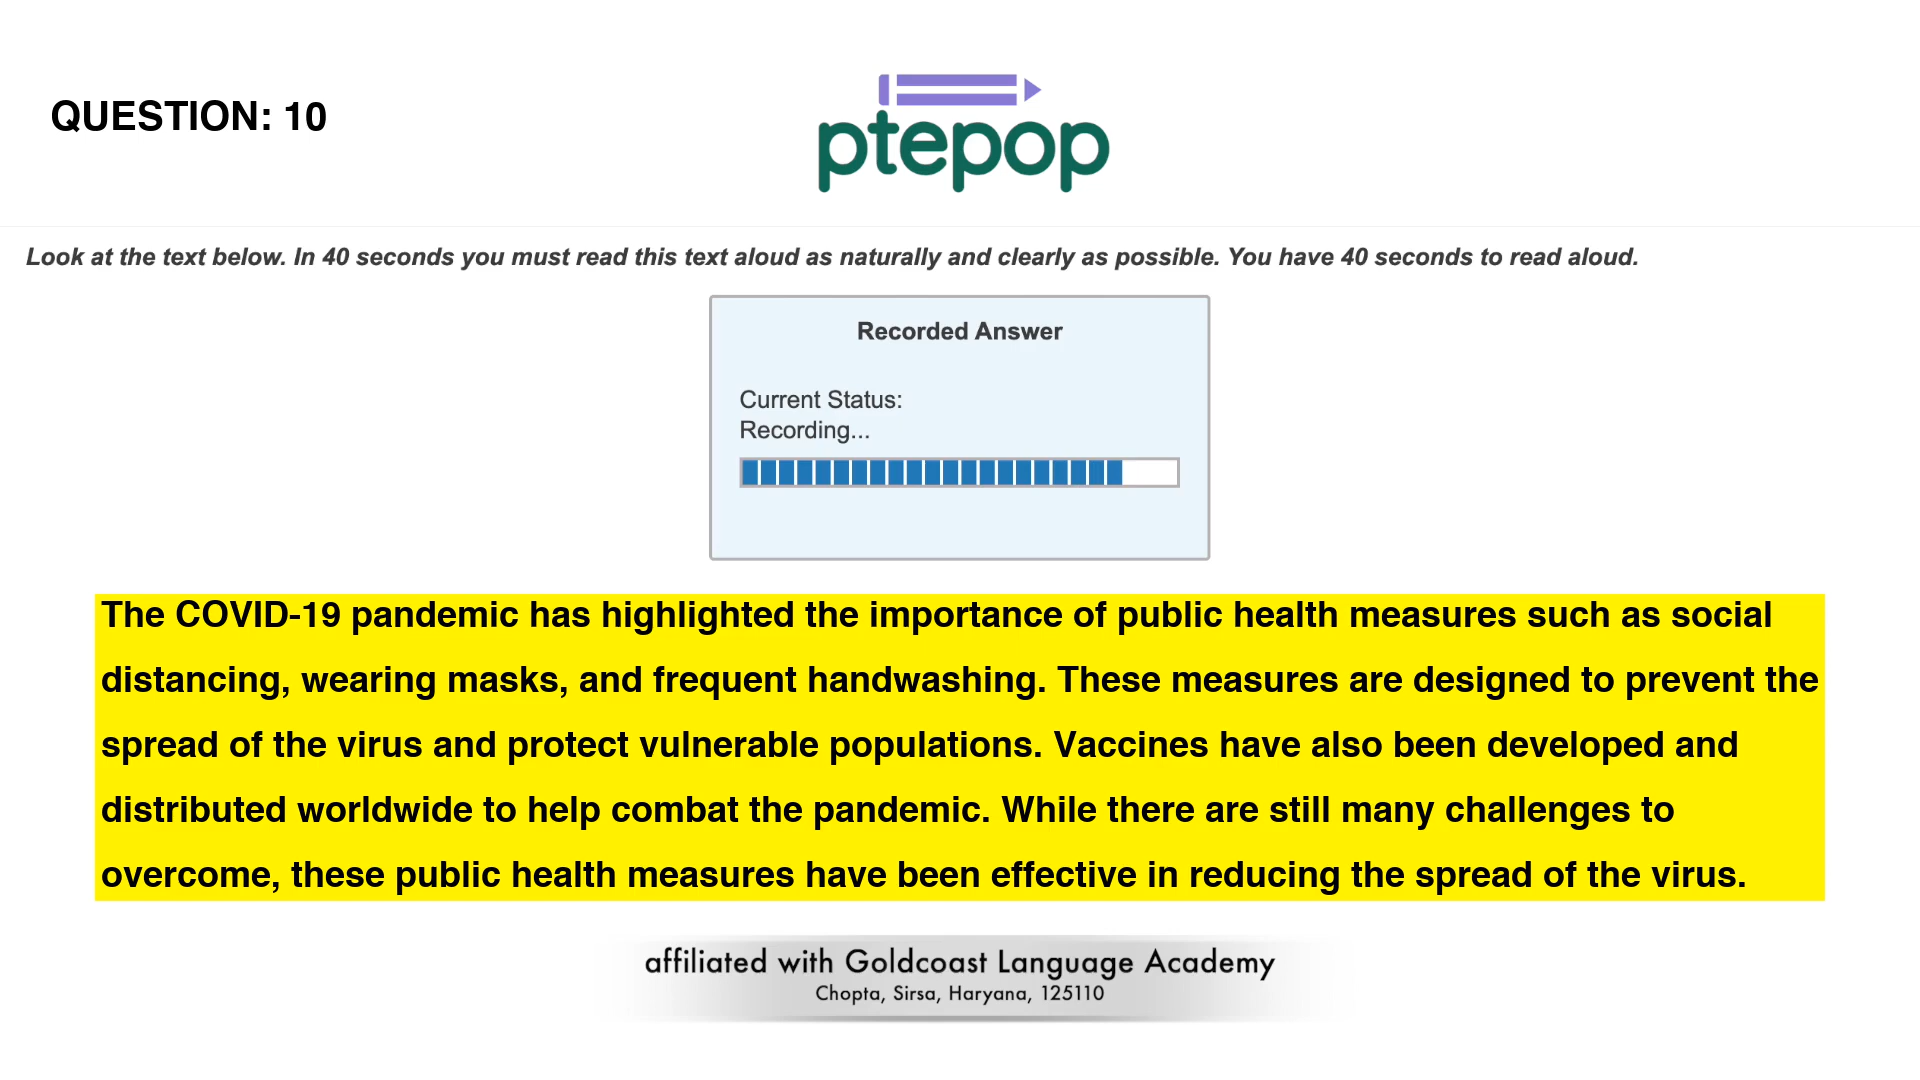 QUESTION: 10
ptepop
Look at the text below. In 40 seconds you must read this text aloud as naturally and clearly as possible. You have 40 seconds to read aloud.
Recorded Answer
Current Status:
Recording...
The COVID-19 pandemic has highlighted the importance of public health measures such as social
distancing, wearing masks, and frequent handwashing. These measures are designed to prevent the
spread of the virus and protect vulnerable populations. Vaccines have also been developed and
distributed worldwide to help combat the pandemic. While there are still many challenges to
overcome, these public health measures have been effective in reducing the spread of the virus.
affiliated with Goldcoast Language Academy
Chopta, Sirsa, Haryana, 125110